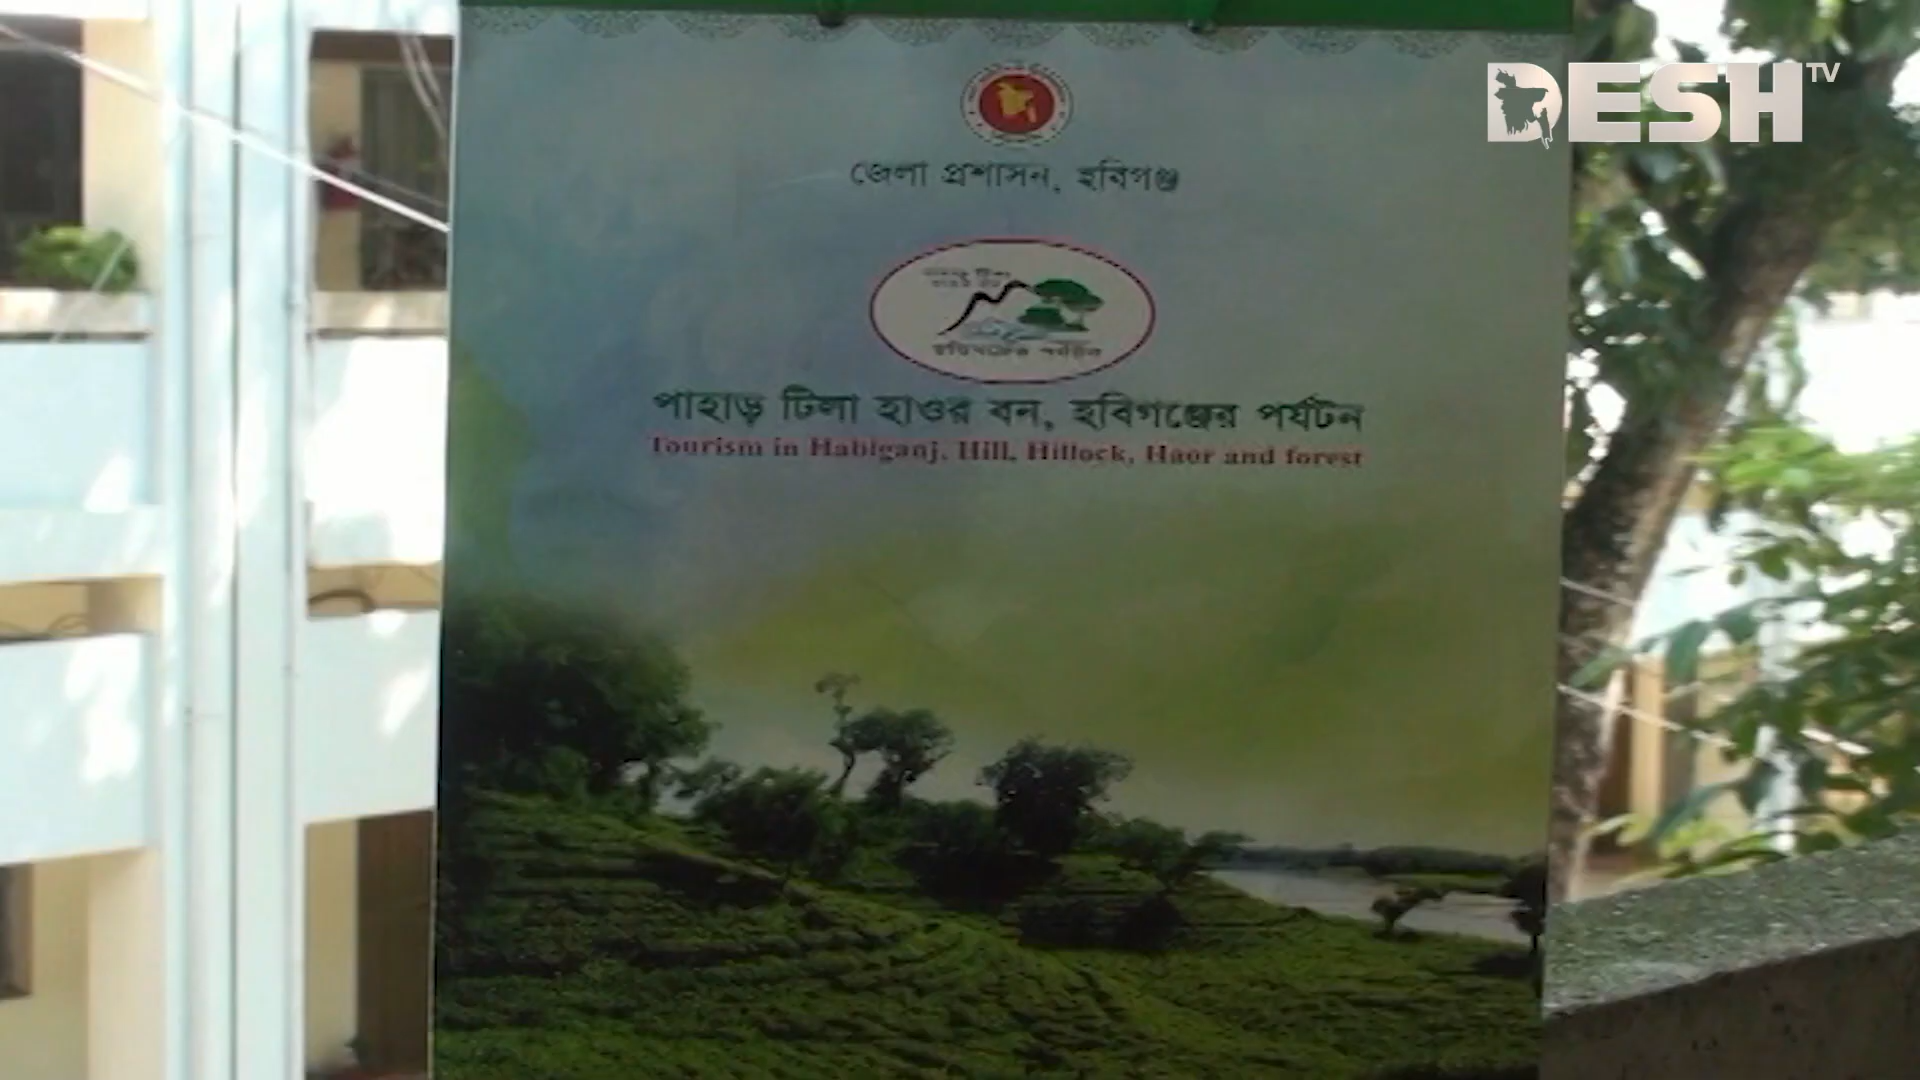 DESH TV
জেলা প্রশাসন, হবিগঞ্জ
পাহাড় টিলা হাওর বন, হবিগঞ্জের পর্যটন
Tourism in Habiganj, Hill, Hillock, Haor and forest